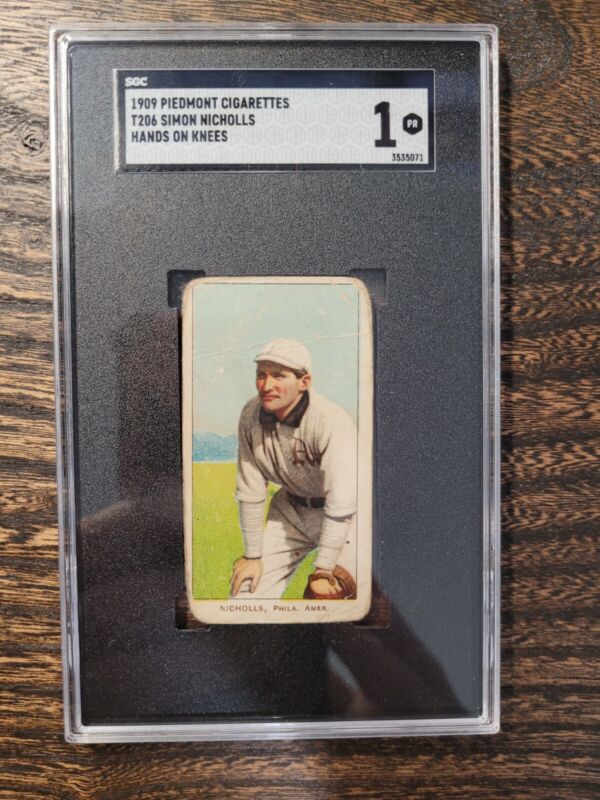 SGC
1909 PIEDMONT CIGARETTES
T206 SIMON NICHOLLS
HANDS ON KNEES
1 PR
3535071
A
NICHOLLS, PHILA. AMER.